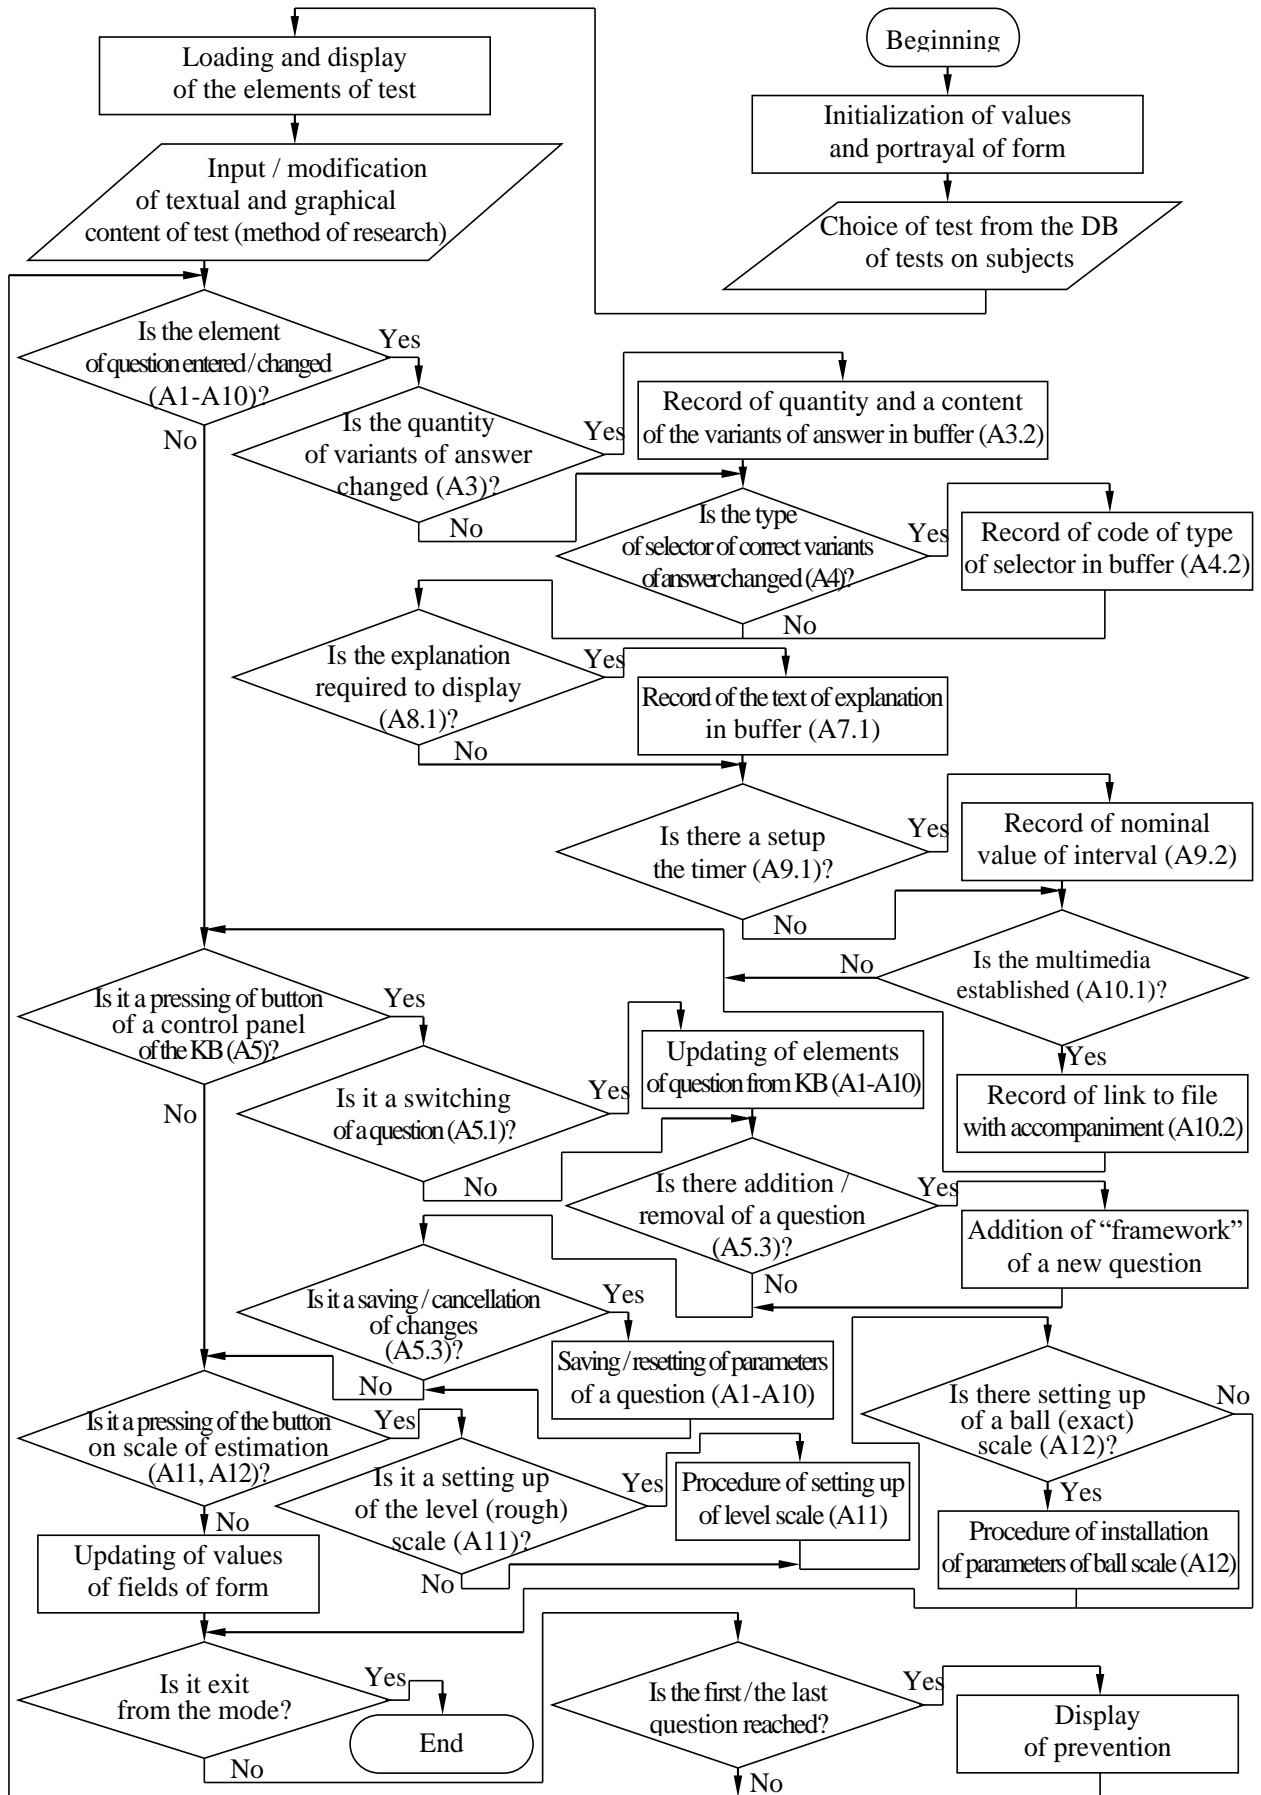 Beginning
Initialization of values
and portrayal of form
Choice of test from the DB
of tests on subjects
Loading and display
of the elements of test
Input / modification
of textual and graphical
content of test (method of research)
Is the element
of question entered / changed
(A1-A10)?
Yes
No
Is the quantity
of variants of answer
changed (A3)?
Yes
No
Record of quantity and a content
of the variants of answer in buffer (A3.2)
Is the type
of selector of correct variants
of answer changed (A4)?
Yes
No
Record of code of type
of selector in buffer (A4.2)
Is the explanation
required to display
(A8.1)?
Yes
No
Record of the text of explanation
in buffer (A7.1)
Is there a setup
the timer (A9.1)?
Yes
No
Record of nominal
value of interval (A9.2)
Is the multimedia
established (A10.1)?
No
Yes
Record of link to file
with accompaniment (A10.2)
Is it a pressing of button
of a control panel
of the KB (A5)?
Yes
No
Is it a switching
of a question (A5.1)?
Yes
No
Updating of elements
of question from KB (A1-A10)
Is there addition /
removal of a question
(A5.3)?
Yes
No
Addition of “framework”
of a new question
Is it a saving / cancellation
of changes
(A5.3)?
Yes
No
Saving / resetting of parameters
of a question (A1-A10)
Is it a pressing of the button
on scale of estimation
(A11, A12)?
Yes
No
Is it a setting up
of the level (rough)
scale (A11)?
Yes
No
Procedure of setting up
of level scale (A11)
Is there setting up
of a ball (exact)
scale (A12)?
No
Yes
Procedure of installation
of parameters of ball scale (A12)
Updating of values
of fields of form
Is it exit
from the mode?
Yes
No
End
Is the first / the last
question reached?
Yes
No
Display
of prevention